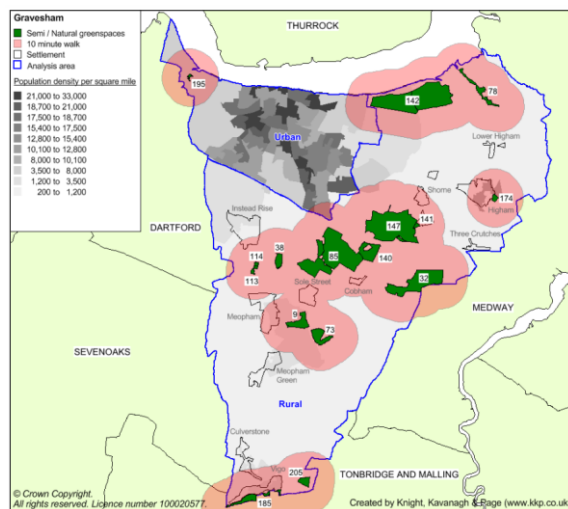 Gravesham
Semi / Natural greenspaces
10 minute walk
Settlement
Analysis area
Population density per square mile
21,000 to 33,000
18,700 to 21,000
17,500 to 18,700
15,400 to 17,500
12,800 to 15,400
10,100 to 12,800
8,000 to 10,100
3,500 to 8,000
1,200 to 3,500
200 to 1,200
THURROCK
195
142
78
Urban
Lower Higham
Instead Rise
Shorne
174
Higham
141
147
DARTFORD
Three Crutches
114
38
85
140
113
32
Sole Street
Cobham
MEDWAY
Meopham
9
73
SEVENOAKS
Meopham
Green
Rural
Culverstone
Vigo
205
TONBRIDGE AND MALLING
185
© Crown Copyright.
All rights reserved. Licence number 100020577.
Created by Knight, Kavanagh & Page (www.kkp.co.uk